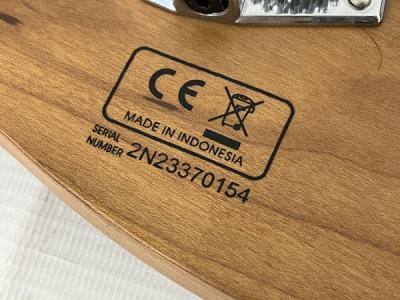 CE
MADE IN INDONESIA
SERIAL
NUMBER 2N23370154